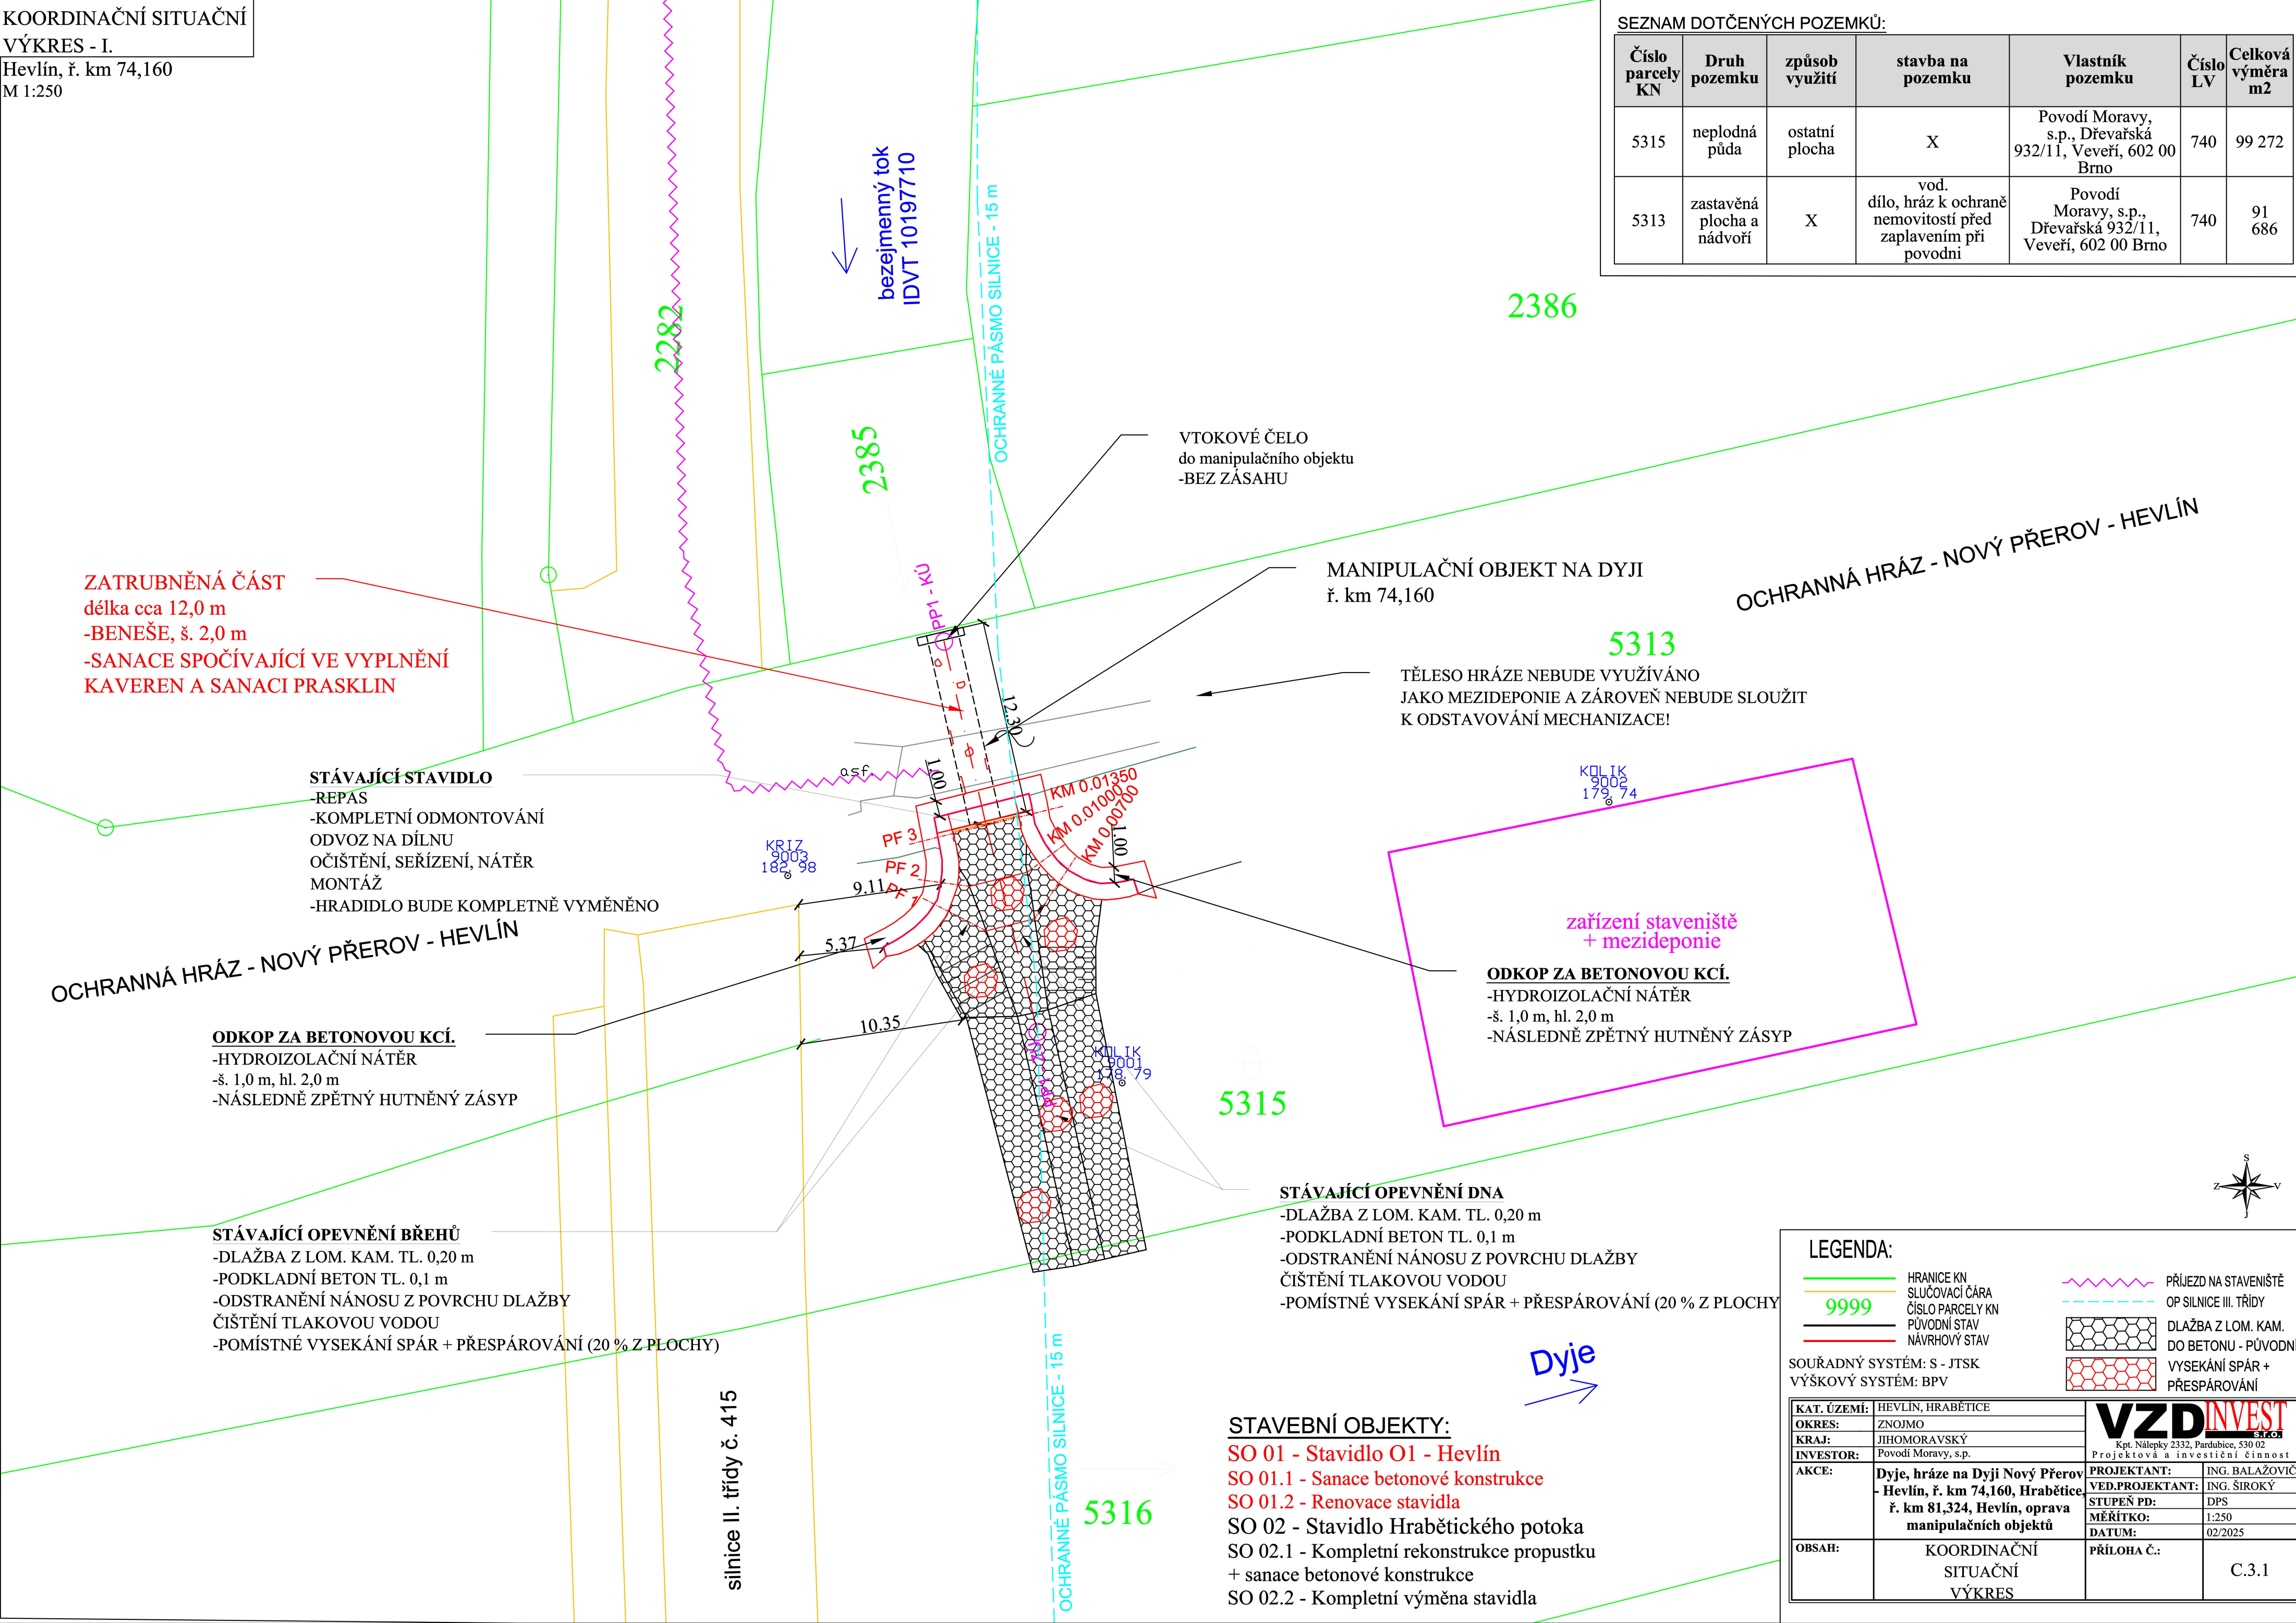 KOORDINAČNÍ SITUAČNÍ
VÝKRES - I.
Hevlín, ř. km 74,160
M 1:250
SEZNAM DOTČENÝCH POZEMKŮ:
Číslo parcely KN
Druh pozemku
způsob využití
stavba na pozemku
Vlastník pozemku
Číslo LV
Celková výměra m2
5315
neplodná půda
ostatní plocha
X
Povodí Moravy, s.p., Dřevařská 932/11, Veveří, 602 00 Brno
740
99 272
5313
zastavěná plocha a nádvoří
X
vod. dílo, hráz k ochraně nemovitostí před zaplavením při povodni
Povodí Moravy, s.p., Dřevařská 932/11, Veveří, 602 00 Brno
740
91 686
bezejmenný tok
IDVT 10197710
OCHRANNÉ PÁSMO SILNICE - 15 m
2282
2386
2385
VTOKOVÉ ČELO
do manipulačního objektu
-BEZ ZÁSAHU
OCHRANNÁ HRÁZ - NOVÝ PŘEROV - HEVLÍN
MANIPULAČNÍ OBJEKT NA DYJI
ř. km 74,160
5313
ZATRUBNĚNÁ ČÁST
délka cca 12,0 m
-BENEŠE, š. 2,0 m
-SANACE SPOČÍVAJÍCÍ VE VYPLNĚNÍ
KAVEREN A SANACI PRASKLIN
PP1 - KÚ
D
D
D
12.30
TĚLESO HRÁZE NEBUDE VYUŽÍVÁNO
JAKO MEZIDEPONIE A ZÁROVEŇ NEBUDE SLOUŽIT
K ODSTAVOVÁNÍ MECHANIZACE!
STÁVAJÍCÍ STAVIDLO
-REPAS
-KOMPLETNÍ ODMONTOVÁNÍ
ODVOZ NA DÍLNU
OČIŠTĚNÍ, SEŘÍZENÍ, NÁTĚR
MONTÁŽ
-HRADIDLO BUDE KOMPLETNĚ VYMĚNĚNO
asf.
1.00
KM 0.01350
KM 0.01000
KM 0.00700
1.00
PF 3
PF 2
PF 1
KOLIK
9002
179,74
KRIZ
9003
182,98
9.11
5.37
10.35
zařízení staveniště
+ mezideponie
OCHRANNÁ HRÁZ - NOVÝ PŘEROV - HEVLÍN
ODKOP ZA BETONOVOU KCÍ.
-HYDROIZOLAČNÍ NÁTĚR
-š. 1,0 m, hl. 2,0 m
-NÁSLEDNĚ ZPĚTNÝ HUTNĚNÝ ZÁSYP
ODKOP ZA BETONOVOU KCÍ.
-HYDROIZOLAČNÍ NÁTĚR
-š. 1,0 m, hl. 2,0 m
-NÁSLEDNĚ ZPĚTNÝ HUTNĚNÝ ZÁSYP
KOLIK
9001
178,79
5315
STÁVAJÍCÍ OPEVNĚNÍ BŘEHŮ
-DLAŽBA Z LOM. KAM. TL. 0,20 m
-PODKLADNÍ BETON TL. 0,1 m
-ODSTRANĚNÍ NÁNOSU Z POVRCHU DLAŽBY
ČIŠTĚNÍ TLAKOVOU VODOU
-POMÍSTNÉ VYSEKÁNÍ SPÁR + PŘESPÁROVÁNÍ (20 % Z PLOCHY)
STÁVAJÍCÍ OPEVNĚNÍ DNA
-DLAŽBA Z LOM. KAM. TL. 0,20 m
-PODKLADNÍ BETON TL. 0,1 m
-ODSTRANĚNÍ NÁNOSU Z POVRCHU DLAŽBY
ČIŠTĚNÍ TLAKOVOU VODOU
-POMÍSTNÉ VYSEKÁNÍ SPÁR + PŘESPÁROVÁNÍ (20 % Z PLOCHY
Dyje
silnice II. třídy č. 415
OCHRANNÉ PÁSMO SILNICE - 15 m
5316
STAVEBNÍ OBJEKTY:
SO 01 - Stavidlo O1 - Hevlín
SO 01.1 - Sanace betonové konstrukce
SO 01.2 - Renovace stavidla
SO 02 - Stavidlo Hrabětického potoka
SO 02.1 - Kompletní rekonstrukce propustku
+ sanace betonové konstrukce
SO 02.2 - Kompletní výměna stavidla
S
Z
V
J
LEGENDA:
HRANICE KN
SLUČOVACÍ ČÁRA
9999 ČÍSLO PARCELY KN
PŮVODNÍ STAV
NÁVRHOVÝ STAV
PŘÍJEZD NA STAVENIŠTĚ
OP SILNICE III. TŘÍDY
DLAŽBA Z LOM. KAM.
DO BETONU - PŮVODNÍ
VYSEKÁNÍ SPÁR +
PŘESPÁROVÁNÍ
SOUŘADNÝ SYSTÉM: S - JTSK
VÝŠKOVÝ SYSTÉM: BPV
KAT. ÚZEMÍ: HEVLÍN, HRABĚTICE
OKRES: ZNOJMO
KRAJ: JIHOMORAVSKÝ
INVESTOR: Povodí Moravy, s.p.
VZD INVEST s.r.o.
Kpt. Nálepky 2332, Pardubice, 530 02
Projektová a investiční činnost
AKCE:
Dyje, hráze na Dyji Nový Přerov
- Hevlín, ř. km 74,160, Hrabětice,
ř. km 81,324, Hevlín, oprava
manipulačních objektů
PROJEKTANT: ING. BALAŽOVIČ
VED.PROJEKTANT: ING. ŠIROKÝ
STUPEŇ PD: DPS
MĚŘÍTKO: 1:250
DATUM: 02/2025
OBSAH:
KOORDINAČNÍ
SITUAČNÍ
VÝKRES
PŘÍLOHA Č.:
C.3.1